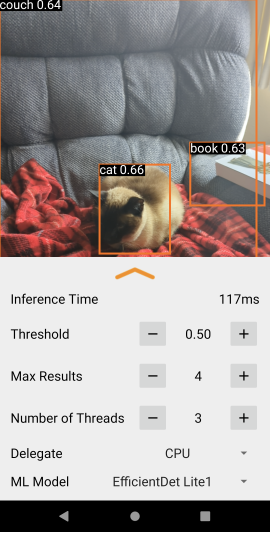 couch 0.64
book 0.63
cat 0.66
Inference Time 117ms
Threshold − 0.50 +
Max Results − 4 +
Number of Threads − 3 +
Delegate CPU
ML Model EfficientDet Lite1